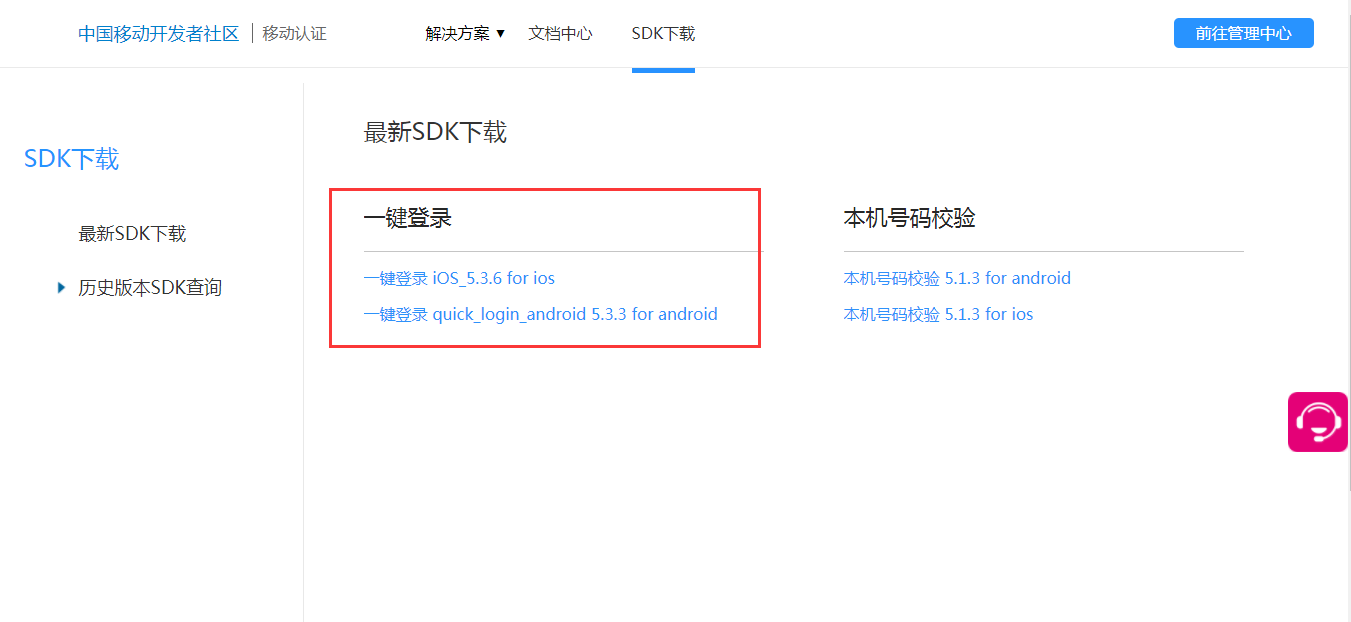 中国移动开发者社区 移动认证 解决方案 ▼ 文档中心 SDK下载 前往管理中心
SDK下载
最新SDK下载
历史版本SDK查询
最新SDK下载
一键登录
一键登录 iOS_5.3.6 for ios
一键登录 quick_login_android 5.3.3 for android
本机号码校验
本机号码校验 5.1.3 for android
本机号码校验 5.1.3 for ios